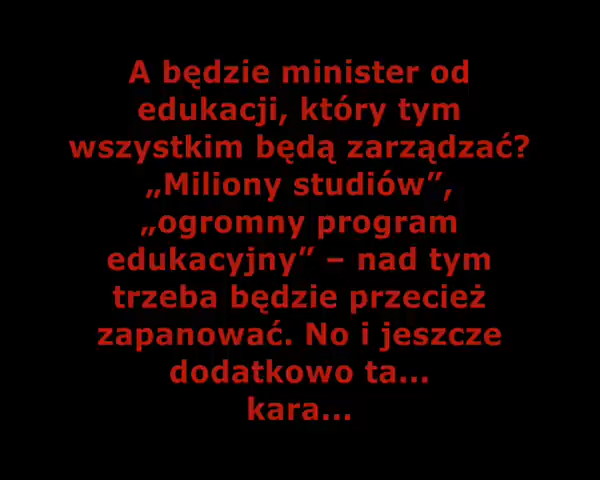 A będzie minister od
edukacji, który tym
wszystkim będą zarządzać?
„Miliony studiów”,
„ogromny program
edukacyjny” – nad tym
trzeba będzie przecież
zapanować. No i jeszcze
dodatkowo ta...
kara...